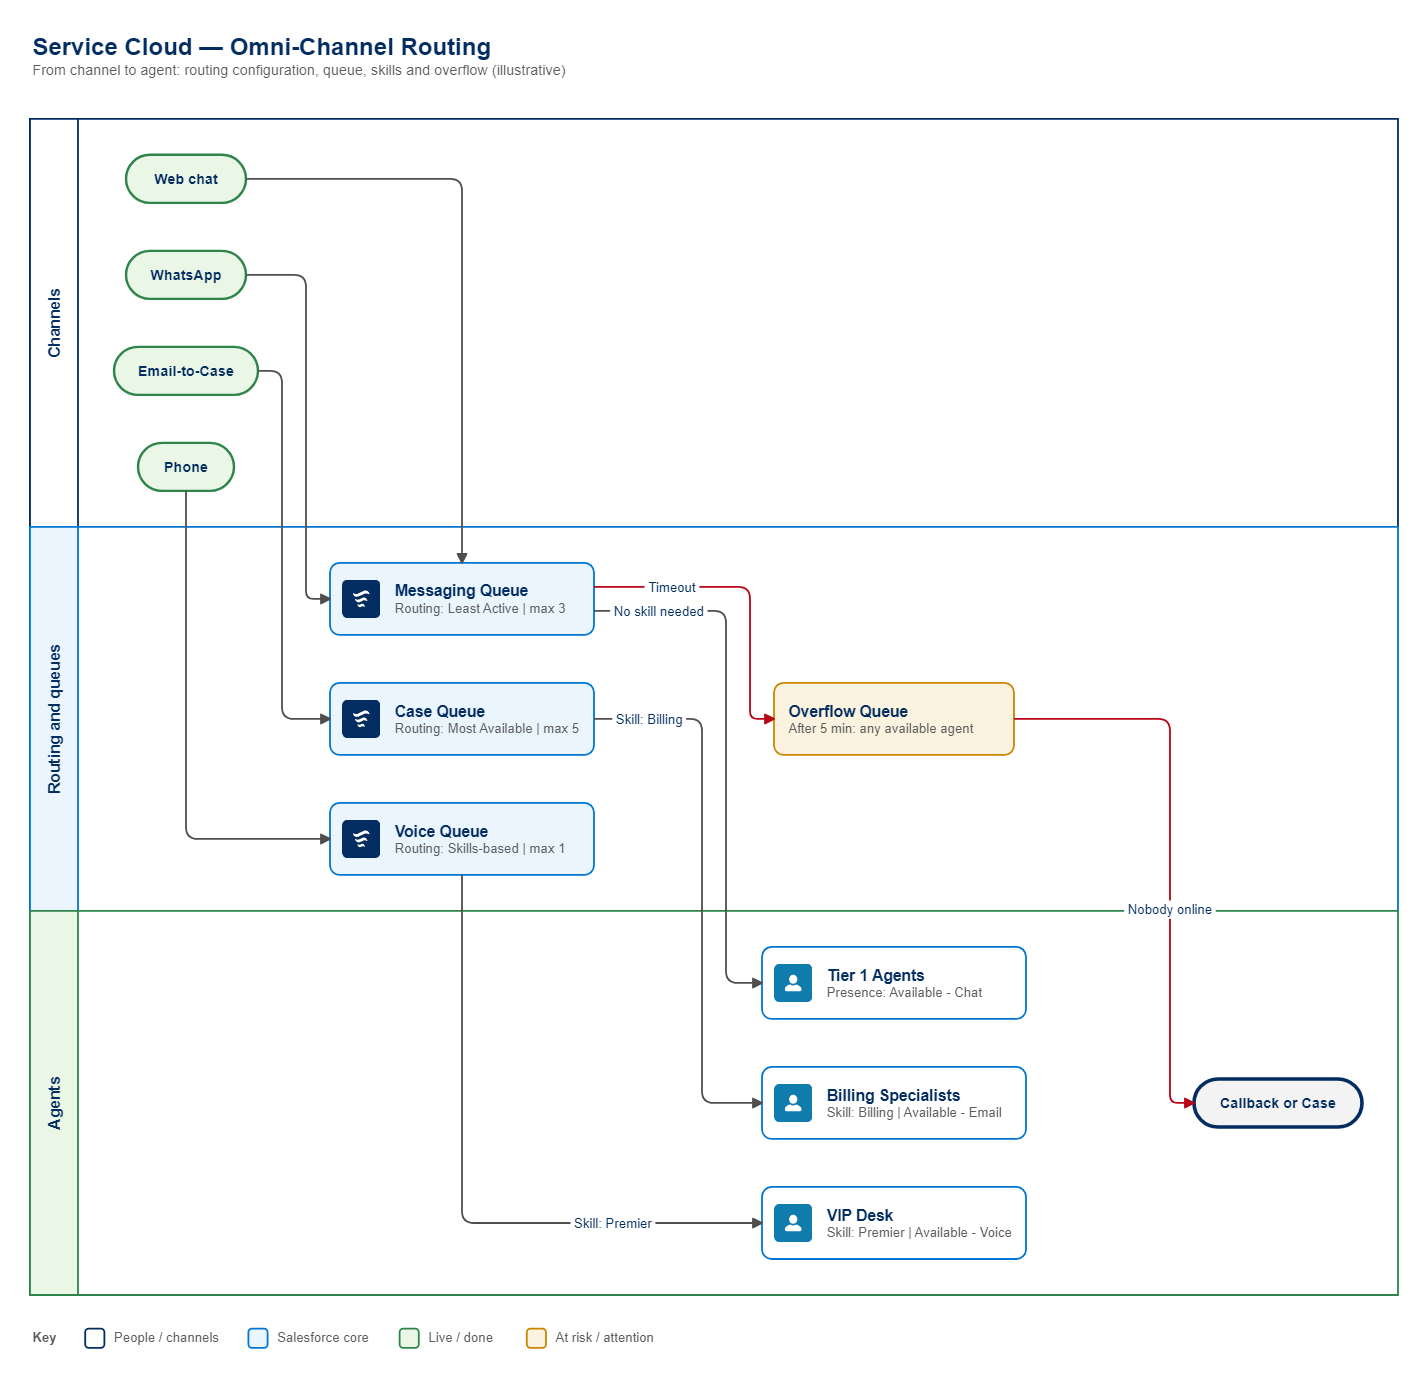 Service Cloud — Omni-Channel Routing
From channel to agent: routing configuration, queue, skills and overflow (illustrative)
Channels
Web chat
WhatsApp
Email-to-Case
Phone
Routing and queues
Messaging Queue
Routing: Least Active | max 3
Timeout
No skill needed
Case Queue
Routing: Most Available | max 5
Skill: Billing
Overflow Queue
After 5 min: any available agent
Voice Queue
Routing: Skills-based | max 1
Nobody online
Agents
Tier 1 Agents
Presence: Available - Chat
Billing Specialists
Skill: Billing | Available - Email
Callback or Case
Skill: Premier
VIP Desk
Skill: Premier | Available - Voice
Key
People / channels
Salesforce core
Live / done
At risk / attention